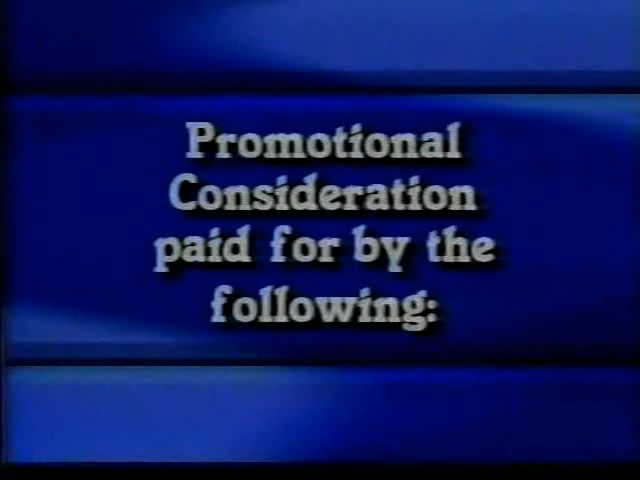 Promotional
Consideration
paid for by the
following: